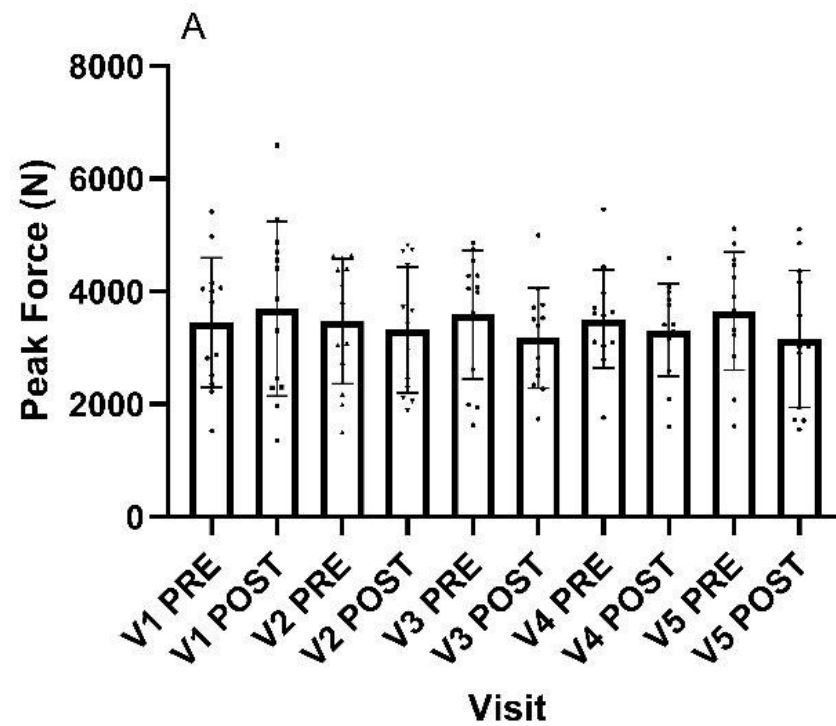 A
Peak Force (N)
8000
6000
4000
2000
0
V1 PRE
V1 POST
V2 PRE
V2 POST
V3 PRE
V3 POST
V4 PRE
V4 POST
V5 PRE
V5 POST
Visit